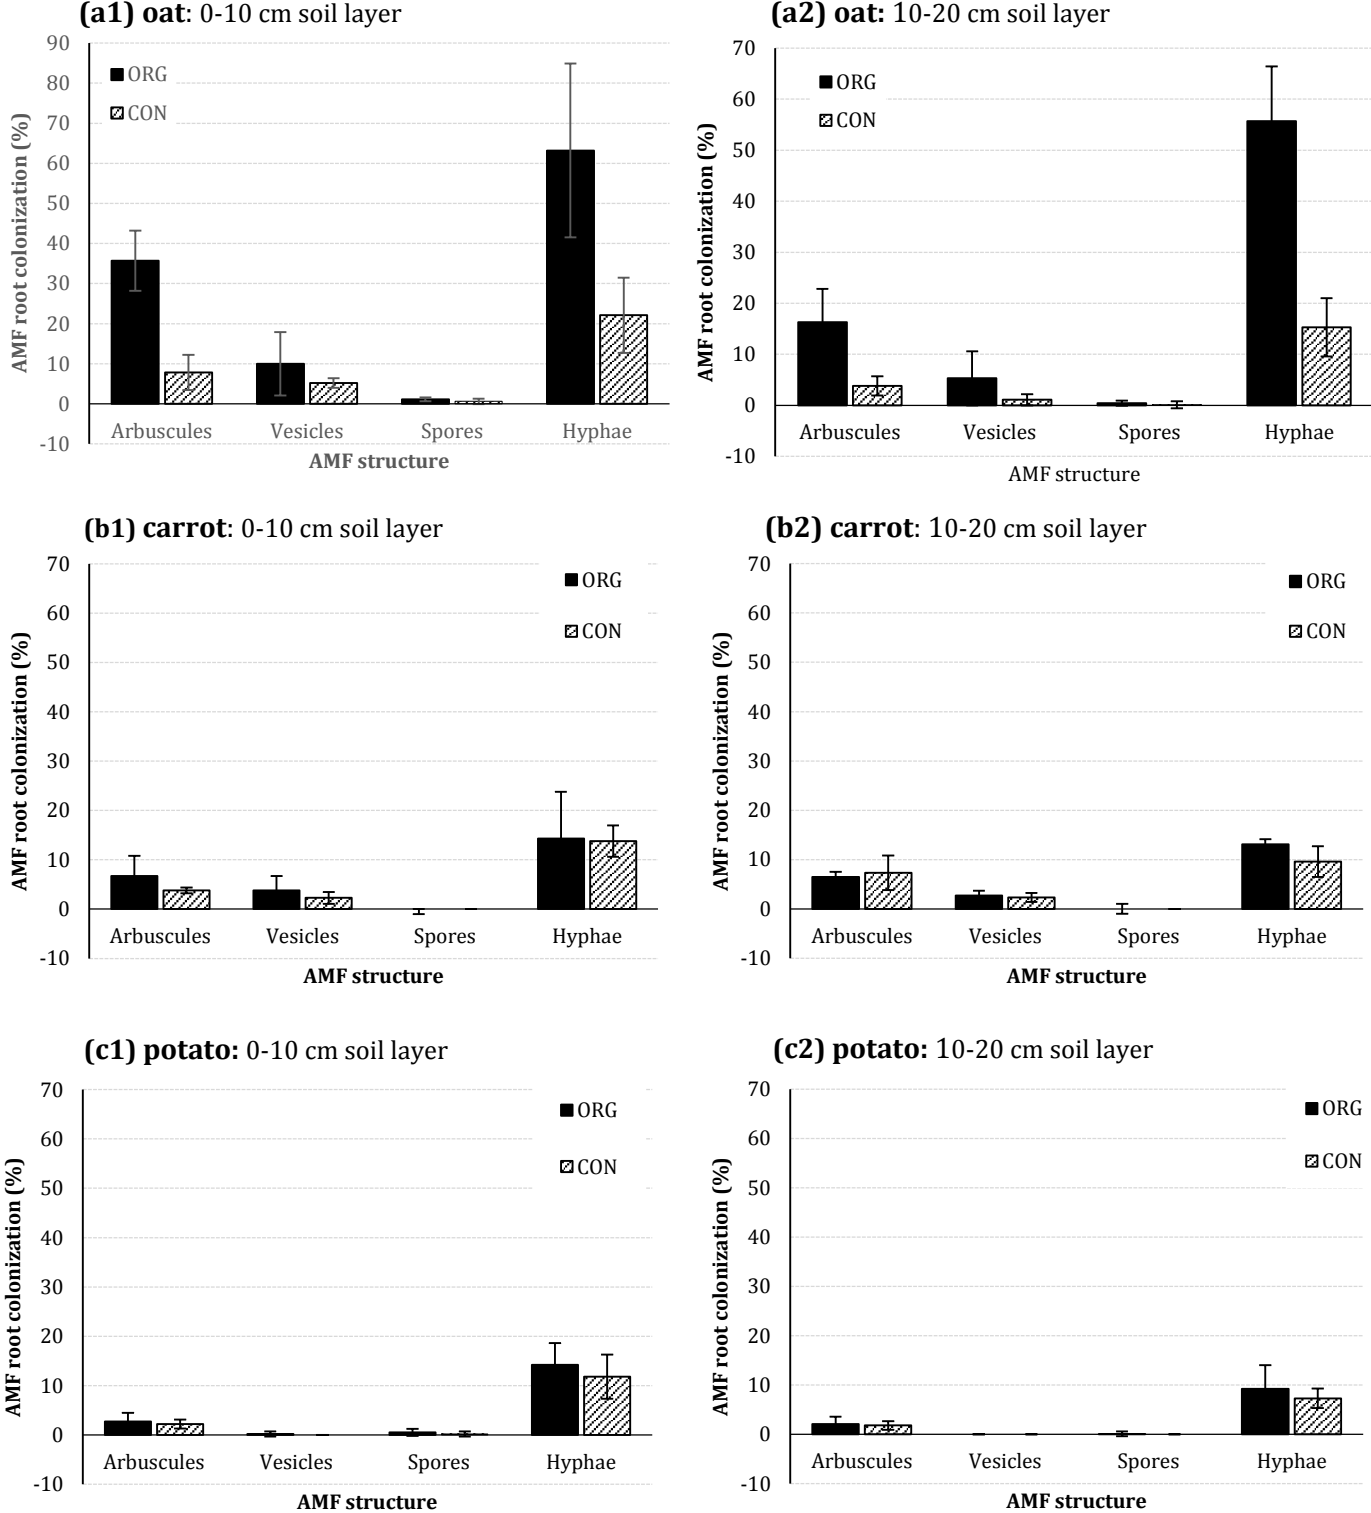 (a1) oat: 0-10 cm soil layer
90
80
70
60
50
40
30
20
10
0
-10
AMF root colonization (%)
ORG
CON
Arbuscules Vesicles Spores Hyphae
AMF structure
(a2) oat: 10-20 cm soil layer
70
60
50
40
30
20
10
0
-10
AMF root colonization (%)
ORG
CON
Arbuscules Vesicles Spores Hyphae
AMF structure
(b1) carrot: 0-10 cm soil layer
70
60
50
40
30
20
10
0
-10
AMF root colonization (%)
ORG
CON
Arbuscules Vesicles Spores Hyphae
AMF structure
(b2) carrot: 10-20 cm soil layer
70
60
50
40
30
20
10
0
-10
AMF root colonization (%)
ORG
CON
Arbuscules Vesicles Spores Hyphae
AMF structure
(c1) potato: 0-10 cm soil layer
70
60
50
40
30
20
10
0
-10
AMF root colonization (%)
ORG
CON
Arbuscules Vesicles Spores Hyphae
AMF structure
(c2) potato: 10-20 cm soil layer
70
60
50
40
30
20
10
0
-10
AMF root colonization (%)
ORG
CON
Arbuscules Vesicles Spores Hyphae
AMF structure